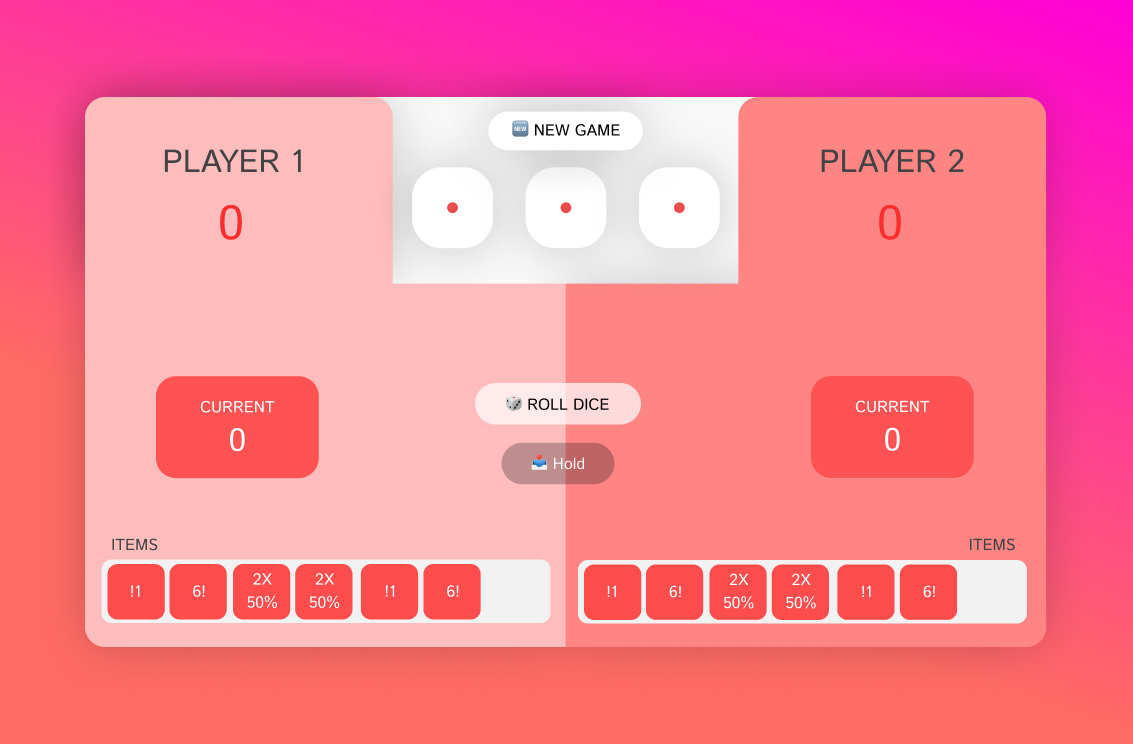 🆕 NEW GAME
PLAYER 1
0
PLAYER 2
0
CURRENT
0
🎲 ROLL DICE
📥 Hold
CURRENT
0
ITEMS
!1
6!
2X
50%
2X
50%
!1
6!
ITEMS
!1
6!
2X
50%
2X
50%
!1
6!